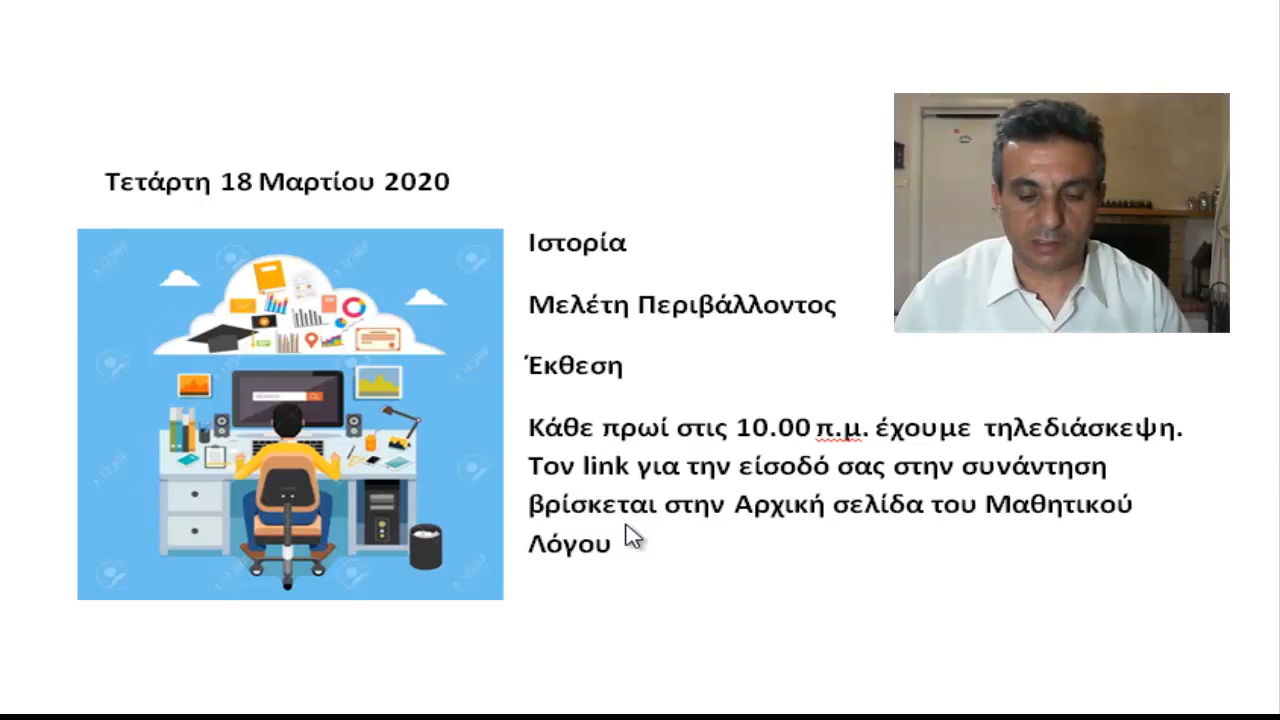 Τετάρτη 18 Μαρτίου 2020
Ιστορία
Μελέτη Περιβάλλοντος
Έκθεση
Κάθε πρωί στις 10.00 π.μ. έχουμε τηλεδιάσκεψη.
Τον link για την είσοδό σας στην συνάντηση
βρίσκεται στην Αρχική σελίδα του Μαθητικού
Λόγου